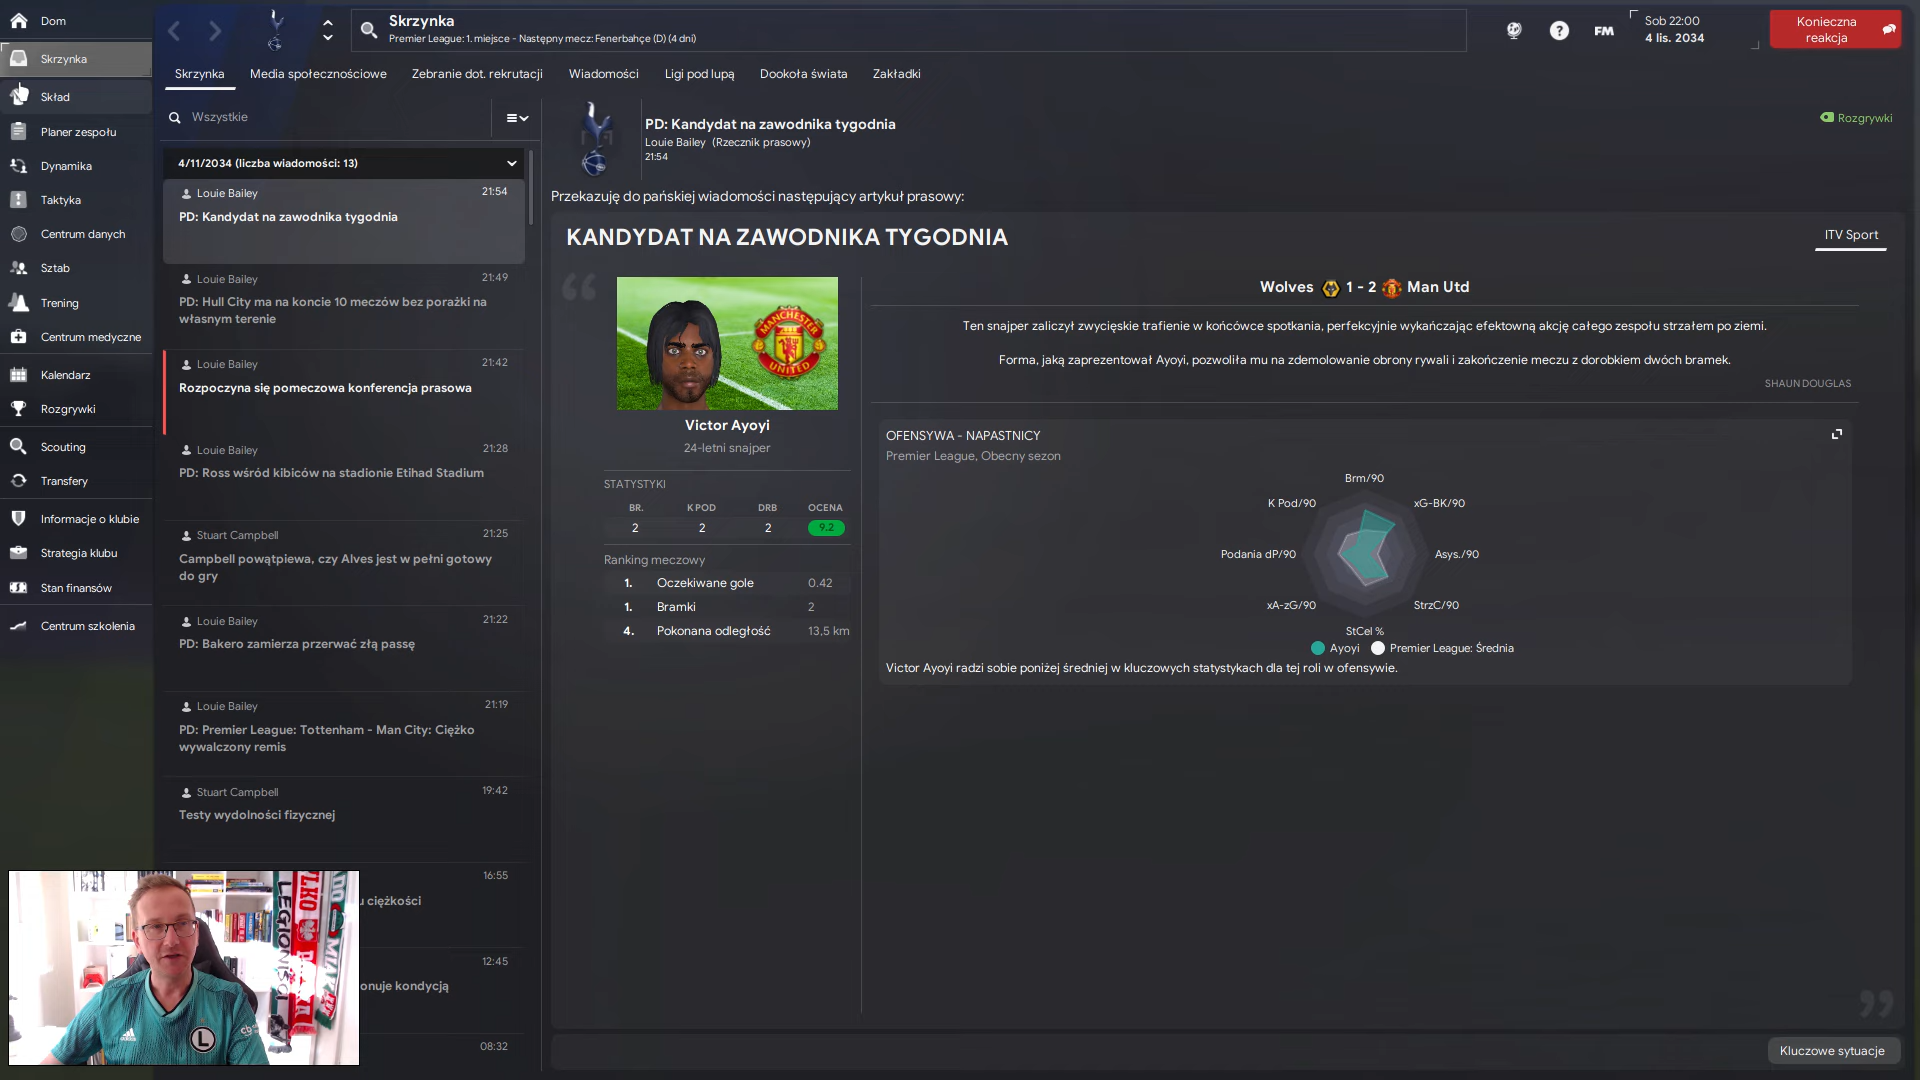 Dom
Skrzynka
Skład
Planer zespołu
Dynamika
Taktyka
Centrum danych
Sztab
Trening
Centrum medyczne
Kalendarz
Rozgrywki
Scouting
Transfery
Informacje o klubie
Strategia klubu
Stan finansów
Centrum szkolenia
Skrzynka
Premier League: 1. miejsce - Następny mecz: Fenerbahçe (D) (4 dni)
?
FM
Sob 22:00
4 lis. 2034
Konieczna
reakcja
Skrzynka
Media społecznościowe
Zebranie dot. rekrutacji
Wiadomości
Ligi pod lupą
Dookoła świata
Zakładki
Wszystkie
4/11/2034 (liczba wiadomości: 13)
Louie Bailey 21:54
PD: Kandydat na zawodnika tygodnia
Louie Bailey 21:49
PD: Hull City ma na koncie 10 meczów bez porażki na
własnym terenie
Louie Bailey 21:42
Rozpoczyna się pomeczowa konferencja prasowa
Louie Bailey 21:28
PD: Ross wśród kibiców na stadionie Etihad Stadium
Stuart Campbell 21:25
Campbell powątpiewa, czy Alves jest w pełni gotowy
do gry
Louie Bailey 21:22
PD: Bakero zamierza przerwać złą passę
Louie Bailey 21:19
PD: Premier League: Tottenham - Man City: Ciężko
wywalczony remis
Stuart Campbell 19:42
Testy wydolności fizycznej
16:55
u ciężkości
12:45
onuje kondycją
08:32
PD: Kandydat na zawodnika tygodnia
Louie Bailey (Rzecznik prasowy)
21:54
Rozgrywki
Przekazuję do pańskiej wiadomości następujący artykuł prasowy:
KANDYDAT NA ZAWODNIKA TYGODNIA
ITV Sport
MANCHESTER
UNITED
Victor Ayoyi
24-letni snajper
STATYSTYKI
BR. K POD DRB OCENA
2 2 2 9.2
Ranking meczowy
1. Oczekiwane gole 0.42
1. Bramki 2
4. Pokonana odległość 13,5 km
Wolves 1 - 2 Man Utd
Ten snajper zaliczył zwycięskie trafienie w końcówce spotkania, perfekcyjnie wykańczając efektowną akcję całego zespołu strzałem po ziemi.
Forma, jaką zaprezentował Ayoyi, pozwoliła mu na zdemolowanie obrony rywali i zakończenie meczu z dorobkiem dwóch bramek.
SHAUN DOUGLAS
OFENSYWA - NAPASTNICY
Premier League, Obecny sezon
Brm/90
K Pod/90
xG-BK/90
Podania dP/90
Asys./90
xA-zG/90
StrzC/90
StCel %
Ayoyi
Premier League: Średnia
Victor Ayoyi radzi sobie poniżej średniej w kluczowych statystykach dla tej roli w ofensywie.
Kluczowe sytuacje
LEGIONIŚCI
YLKO
L
adidas